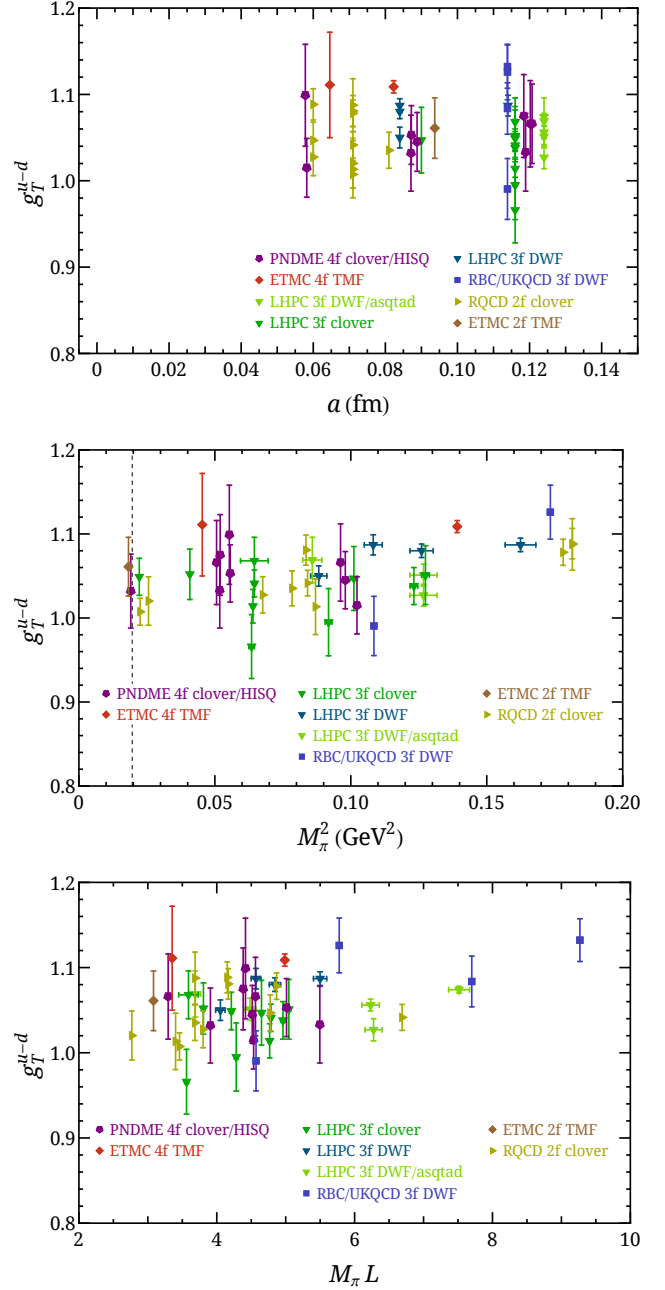 1.2
1.1
1.0
0.9
0.8
g_T^{u-d}
PNDME 4f clover/HISQ
ETMC 4f TMF
LHPC 3f DWF/asqtad
LHPC 3f clover
LHPC 3f DWF
RBC/UKQCD 3f DWF
RQCD 2f clover
ETMC 2f TMF
0 0.02 0.04 0.06 0.08 0.10 0.12 0.14
a (fm)
1.2
1.1
1.0
0.9
0.8
g_T^{u-d}
PNDME 4f clover/HISQ
ETMC 4f TMF
LHPC 3f clover
LHPC 3f DWF
LHPC 3f DWF/asqtad
RBC/UKQCD 3f DWF
ETMC 2f TMF
RQCD 2f clover
0 0.05 0.10 0.15 0.20
M_π^2 (GeV^2)
1.2
1.1
1.0
0.9
0.8
g_T^{u-d}
PNDME 4f clover/HISQ
ETMC 4f TMF
LHPC 3f clover
LHPC 3f DWF
LHPC 3f DWF/asqtad
RBC/UKQCD 3f DWF
ETMC 2f TMF
RQCD 2f clover
2 4 6 8 10
M_π L